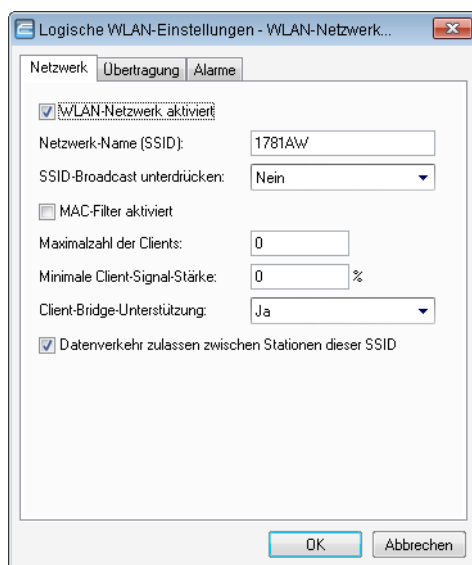 Logische WLAN-Einstellungen - WLAN-Netzwerk...
Netzwerk Übertragung Alarme
WLAN-Netzwerk aktiviert
Netzwerk-Name (SSID): 1781AW
SSID-Broadcast unterdrücken: Nein
MAC-Filter aktiviert
Maximalzahl der Clients: 0
Minimale Client-Signal-Stärke: 0 %
Client-Bridge-Unterstützung: Ja
Datenverkehr zulassen zwischen Stationen dieser SSID
OK Abbrechen